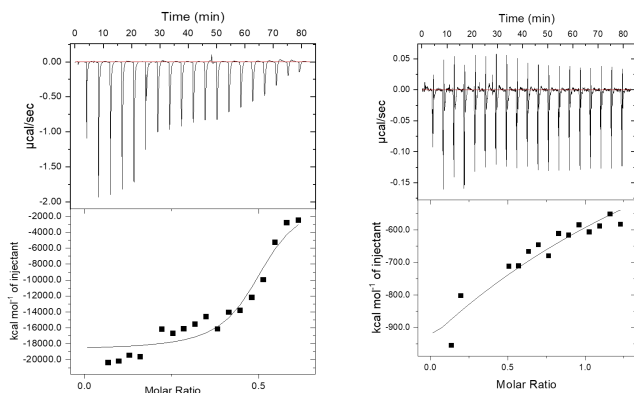 Time (min)
0 10 20 30 40 50 60 70 80
0.00
-0.50
-1.00
-1.50
-2.00
µcal/sec
-2000.0
-4000.0
-6000.0
-8000.0
-10000.0
-12000.0
-14000.0
-16000.0
-18000.0
-20000.0
kcal mol⁻¹ of injectant
0.0 0.5
Molar Ratio
Time (min)
0 10 20 30 40 50 60 70 80
0.05
0.00
-0.05
-0.10
-0.15
µcal/sec
-600.0
-700.0
-800.0
-900.0
kcal mol⁻¹ of injectant
0.0 0.5 1.0
Molar Ratio